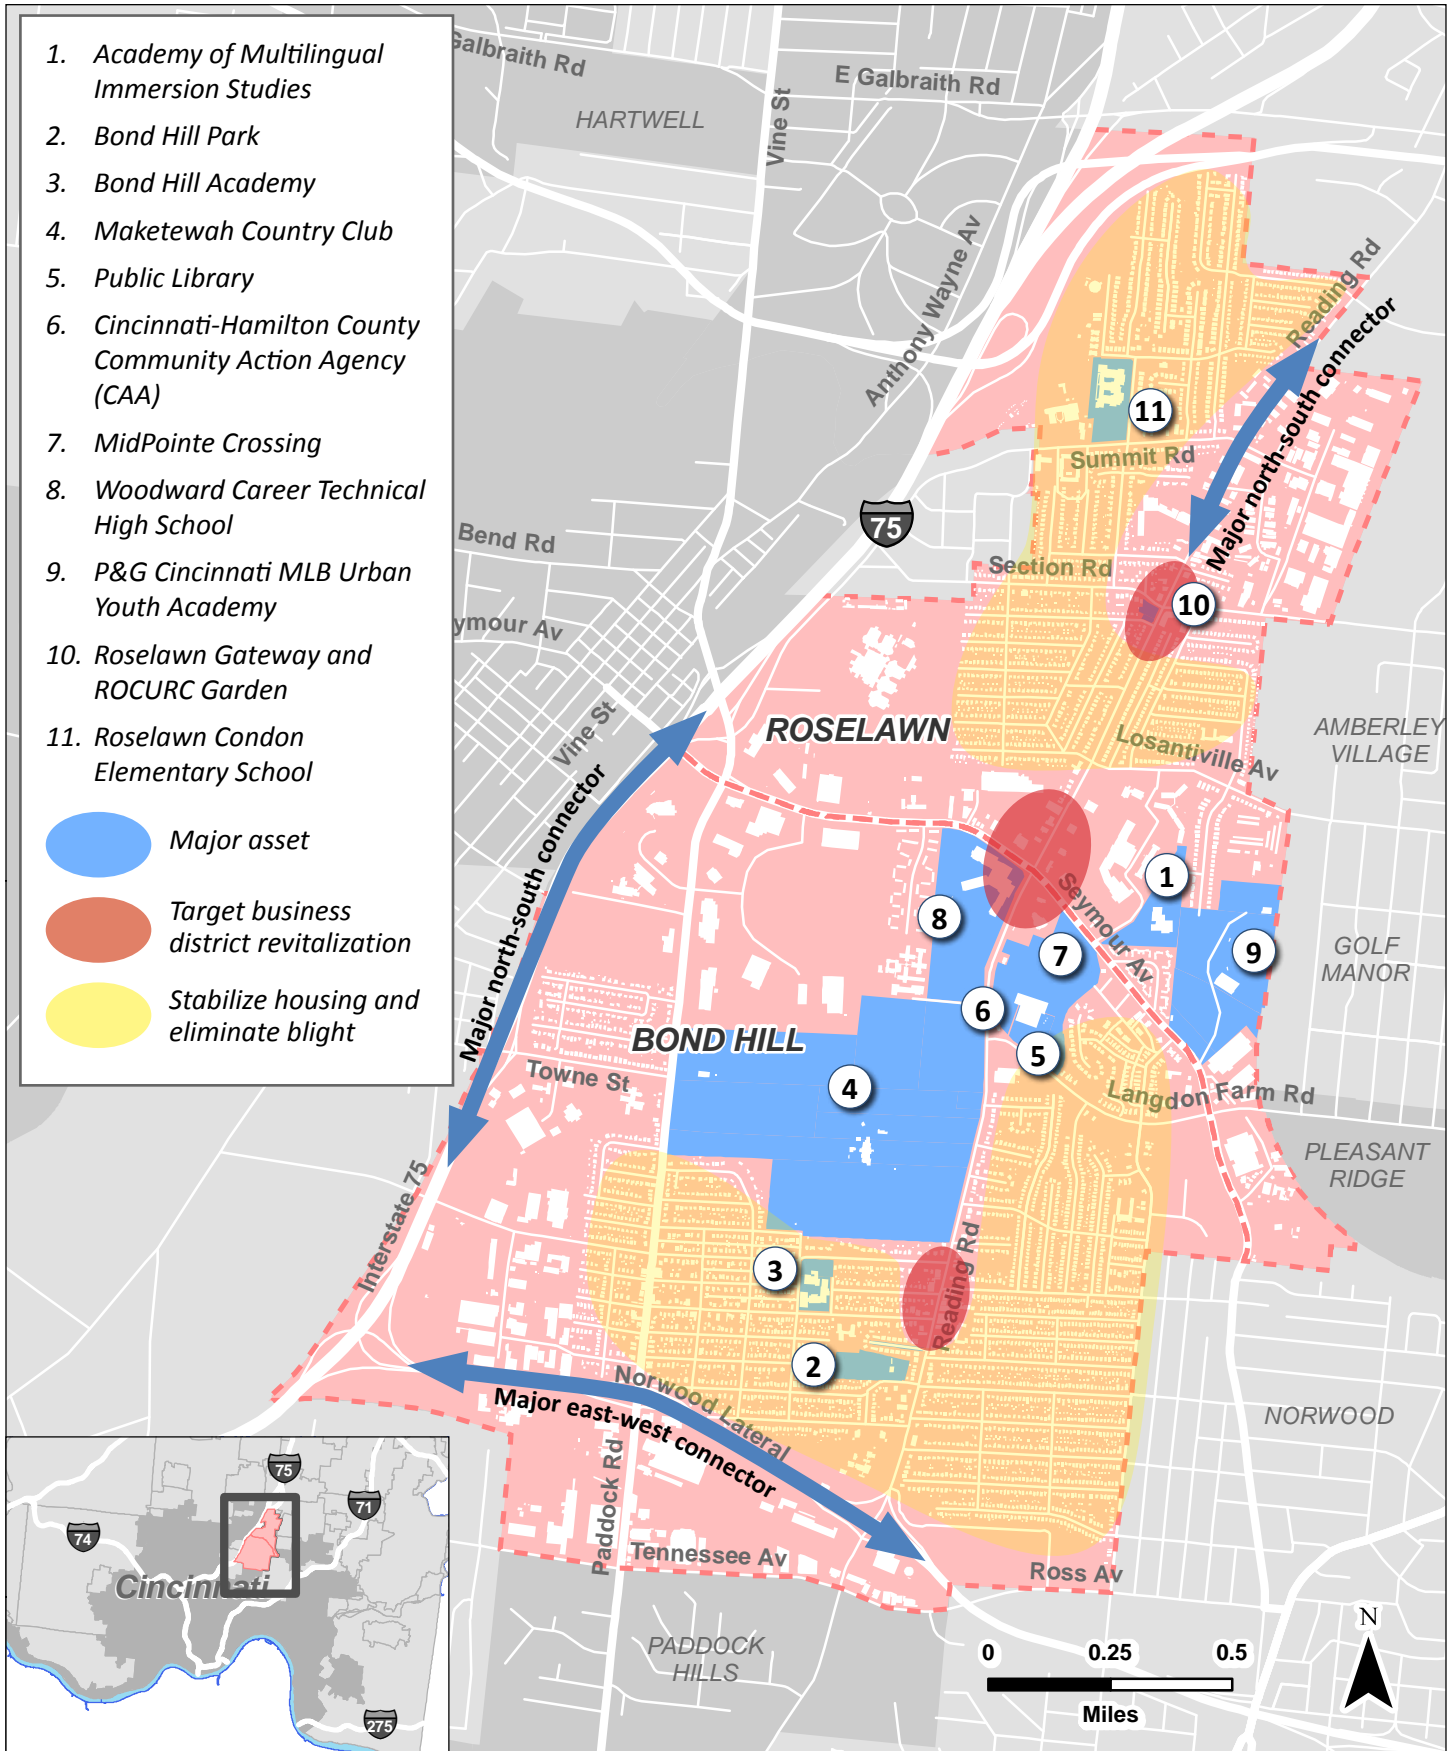 1. Academy of Multilingual
Immersion Studies
2. Bond Hill Park
3. Bond Hill Academy
4. Maketewah Country Club
5. Public Library
6. Cincinnati-Hamilton County
Community Action Agency
(CAA)
7. MidPointe Crossing
8. Woodward Career Technical
High School
9. P&G Cincinnati MLB Urban
Youth Academy
10. Roselawn Gateway and
ROCURC Garden
11. Roselawn Condon
Elementary School
Major asset
Target business
district revitalization
Stabilize housing and
eliminate blight
Galbraith Rd
E Galbraith Rd
HARTWELL
Vine St
Anthony Wayne Av
Reading Rd
Major north-south connector
11
Summit Rd
75
Bend Rd
Section Rd
10
ymour Av
Vine St
ROSELAWN
Losantiville Av
AMBERLEY
VILLAGE
Major north-south connector
1
Seymour Av
8
7
9
GOLF
MANOR
6
BOND HILL
5
Towne St
4
Langdon Farm Rd
PLEASANT
RIDGE
Interstate 75
Reading Rd
3
2
Norwood Lateral
Major east-west connector
NORWOOD
Paddock Rd
Tennessee Av
Ross Av
PADDOCK
HILLS
75
71
74
Cincinnati
275
0 0.25 0.5
Miles
N